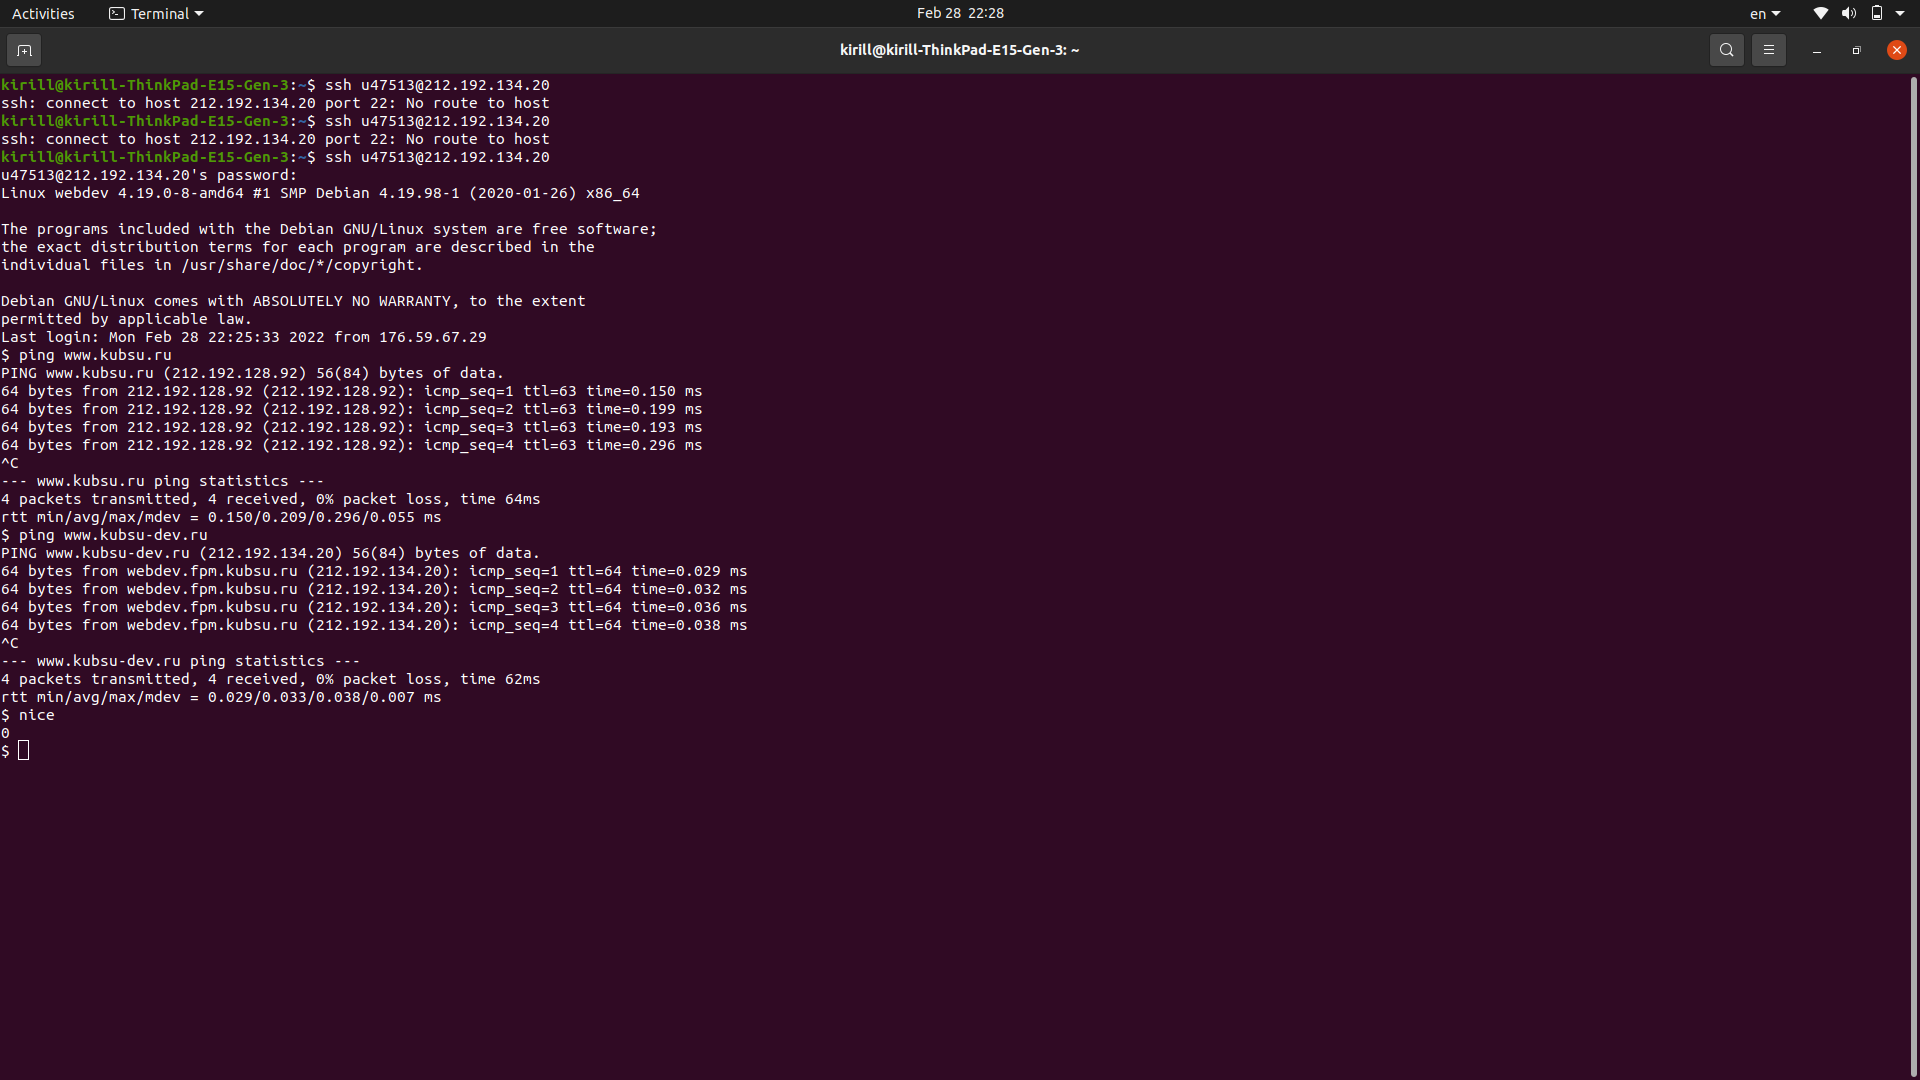 Activities Terminal Feb 28 22:28 en
kirill@kirill-ThinkPad-E15-Gen-3: ~
kirill@kirill-ThinkPad-E15-Gen-3:~$ ssh u47513@212.192.134.20
ssh: connect to host 212.192.134.20 port 22: No route to host
kirill@kirill-ThinkPad-E15-Gen-3:~$ ssh u47513@212.192.134.20
ssh: connect to host 212.192.134.20 port 22: No route to host
kirill@kirill-ThinkPad-E15-Gen-3:~$ ssh u47513@212.192.134.20
u47513@212.192.134.20's password:
Linux webdev 4.19.0-8-amd64 #1 SMP Debian 4.19.98-1 (2020-01-26) x86_64
The programs included with the Debian GNU/Linux system are free software;
the exact distribution terms for each program are described in the
individual files in /usr/share/doc/*/copyright.
Debian GNU/Linux comes with ABSOLUTELY NO WARRANTY, to the extent
permitted by applicable law.
Last login: Mon Feb 28 22:25:33 2022 from 176.59.67.29
$ ping www.kubsu.ru
PING www.kubsu.ru (212.192.128.92) 56(84) bytes of data.
64 bytes from 212.192.128.92 (212.192.128.92): icmp_seq=1 ttl=63 time=0.150 ms
64 bytes from 212.192.128.92 (212.192.128.92): icmp_seq=2 ttl=63 time=0.199 ms
64 bytes from 212.192.128.92 (212.192.128.92): icmp_seq=3 ttl=63 time=0.193 ms
64 bytes from 212.192.128.92 (212.192.128.92): icmp_seq=4 ttl=63 time=0.296 ms
^C
--- www.kubsu.ru ping statistics ---
4 packets transmitted, 4 received, 0% packet loss, time 64ms
rtt min/avg/max/mdev = 0.150/0.209/0.296/0.055 ms
$ ping www.kubsu-dev.ru
PING www.kubsu-dev.ru (212.192.134.20) 56(84) bytes of data.
64 bytes from webdev.fpm.kubsu.ru (212.192.134.20): icmp_seq=1 ttl=64 time=0.029 ms
64 bytes from webdev.fpm.kubsu.ru (212.192.134.20): icmp_seq=2 ttl=64 time=0.032 ms
64 bytes from webdev.fpm.kubsu.ru (212.192.134.20): icmp_seq=3 ttl=64 time=0.036 ms
64 bytes from webdev.fpm.kubsu.ru (212.192.134.20): icmp_seq=4 ttl=64 time=0.038 ms
^C
--- www.kubsu-dev.ru ping statistics ---
4 packets transmitted, 4 received, 0% packet loss, time 62ms
rtt min/avg/max/mdev = 0.029/0.033/0.038/0.007 ms
$ nice
0
$